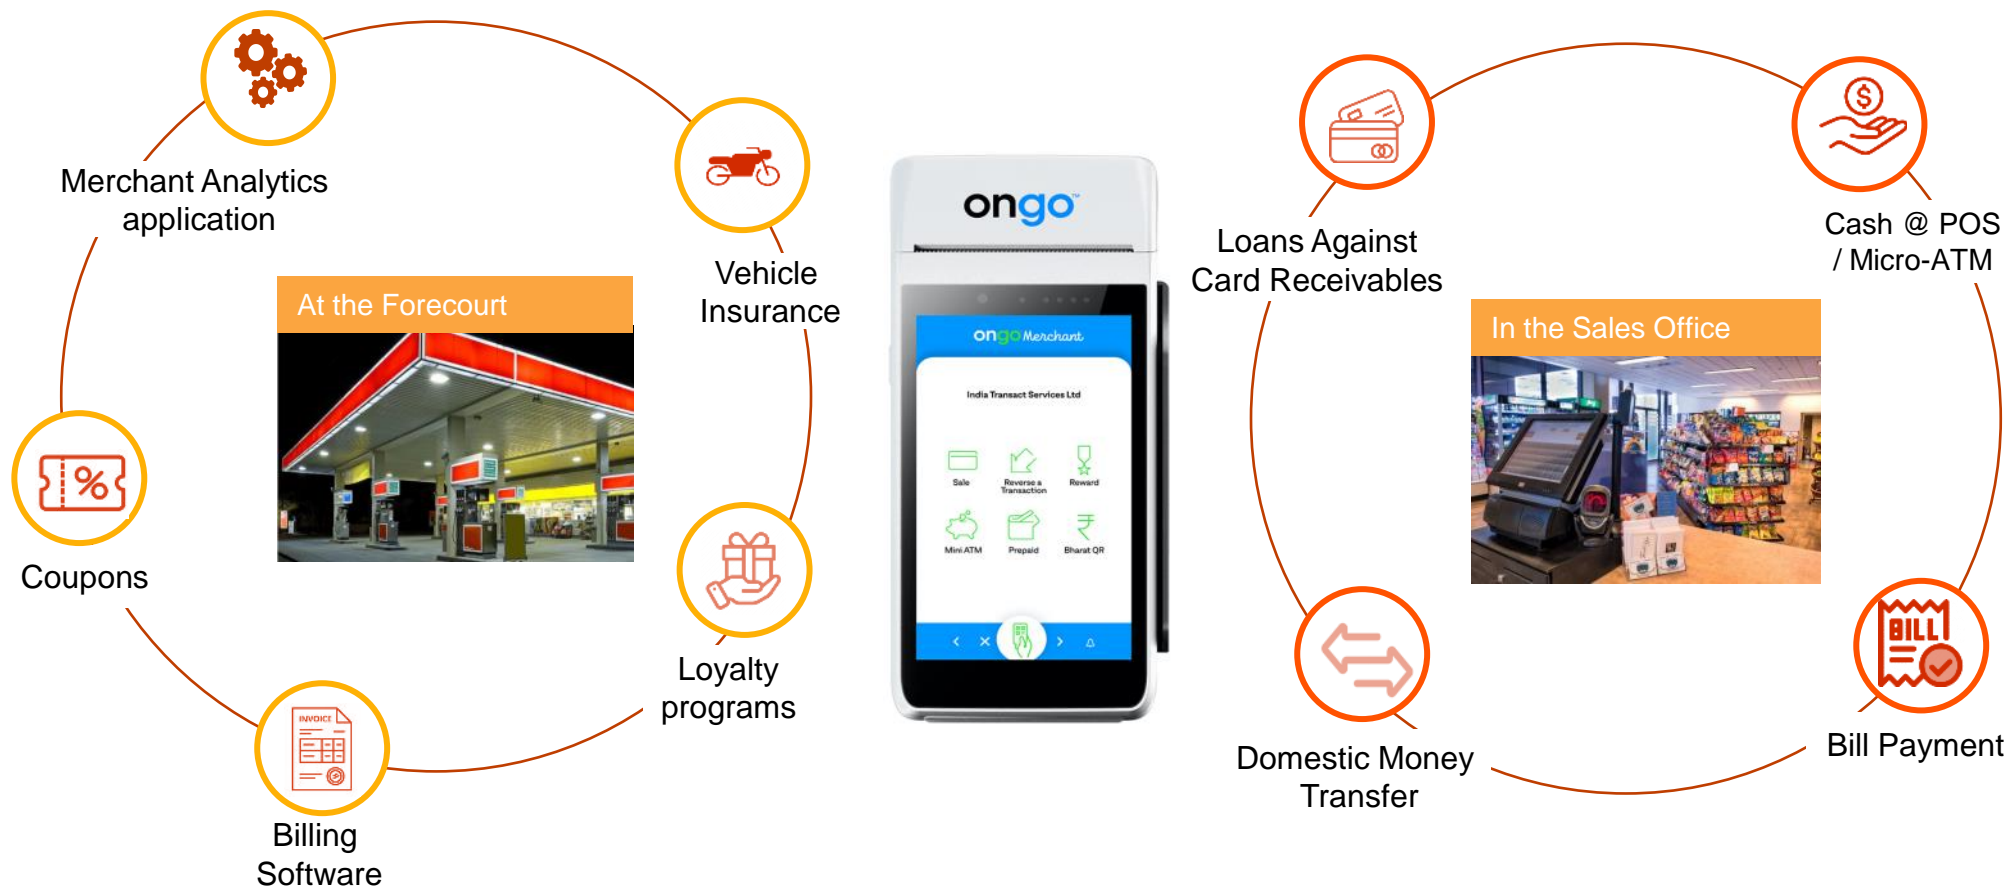 Merchant Analytics
application
Vehicle
Insurance
At the Forecourt
%
Coupons
Loyalty
programs
INVOICE
Billing
Software
ongo™
ongo Merchant
India Transact Services Ltd
Sale
Reverse a
Transaction
Reward
Mini ATM
Prepaid
Bharat QR
Loans Against
Card Receivables
$
Cash @ POS
/ Micro-ATM
In the Sales Office
Domestic Money
Transfer
BILL
Bill Payment